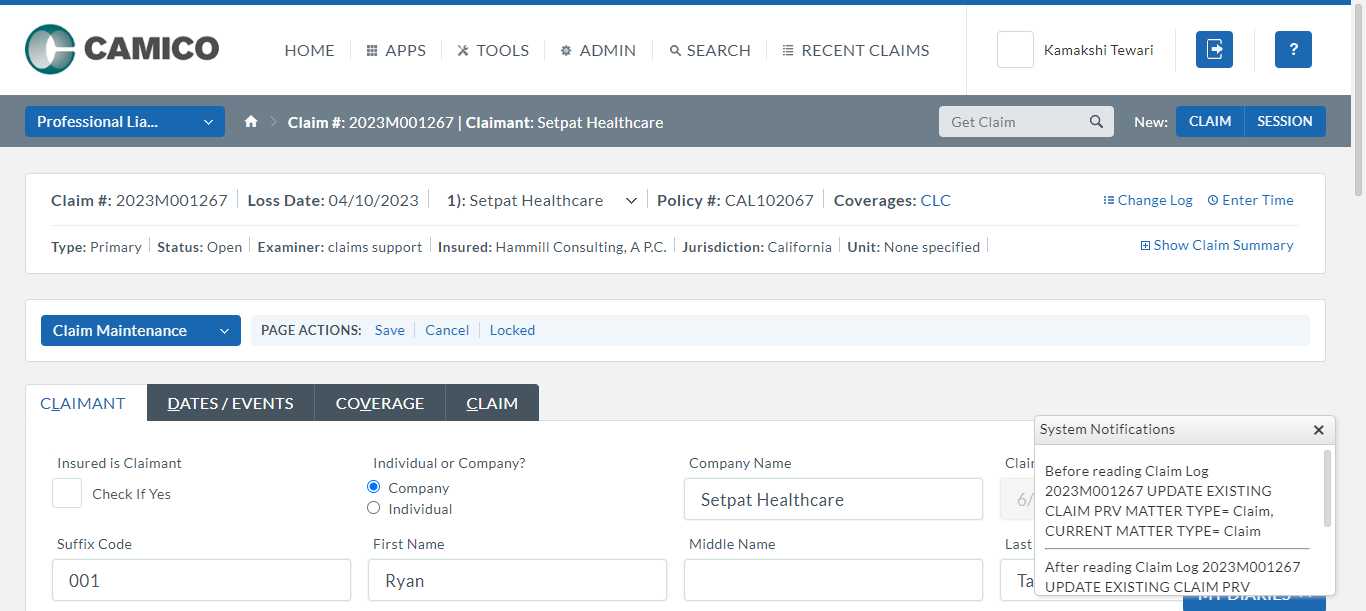 CAMICO
HOME APPS TOOLS ADMIN SEARCH RECENT CLAIMS Kamakshi Tewari ?
Professional Lia... Claim #: 2023M001267 | Claimant: Setpat Healthcare Get Claim New: CLAIM SESSION
Claim #: 2023M001267 Loss Date: 04/10/2023 1): Setpat Healthcare Policy #: CAL102067 Coverages: CLC Change Log Enter Time
Type: Primary Status: Open Examiner: claims support Insured: Hammill Consulting, A P.C. Jurisdiction: California Unit: None specified Show Claim Summary
Claim Maintenance PAGE ACTIONS: Save Cancel Locked
CLAIMANT DATES / EVENTS COVERAGE CLAIM
System Notifications
Before reading Claim Log
2023M001267 UPDATE EXISTING
CLAIM PRV MATTER TYPE= Claim,
CURRENT MATTER TYPE= Claim
After reading Claim Log 2023M001267
UPDATE EXISTING CLAIM PRV
Insured is Claimant Individual or Company? Company Name
Check If Yes Company Setpat Healthcare 6/
Individual
Suffix Code First Name Middle Name Last
001 Ryan Ta
MY DIARIES